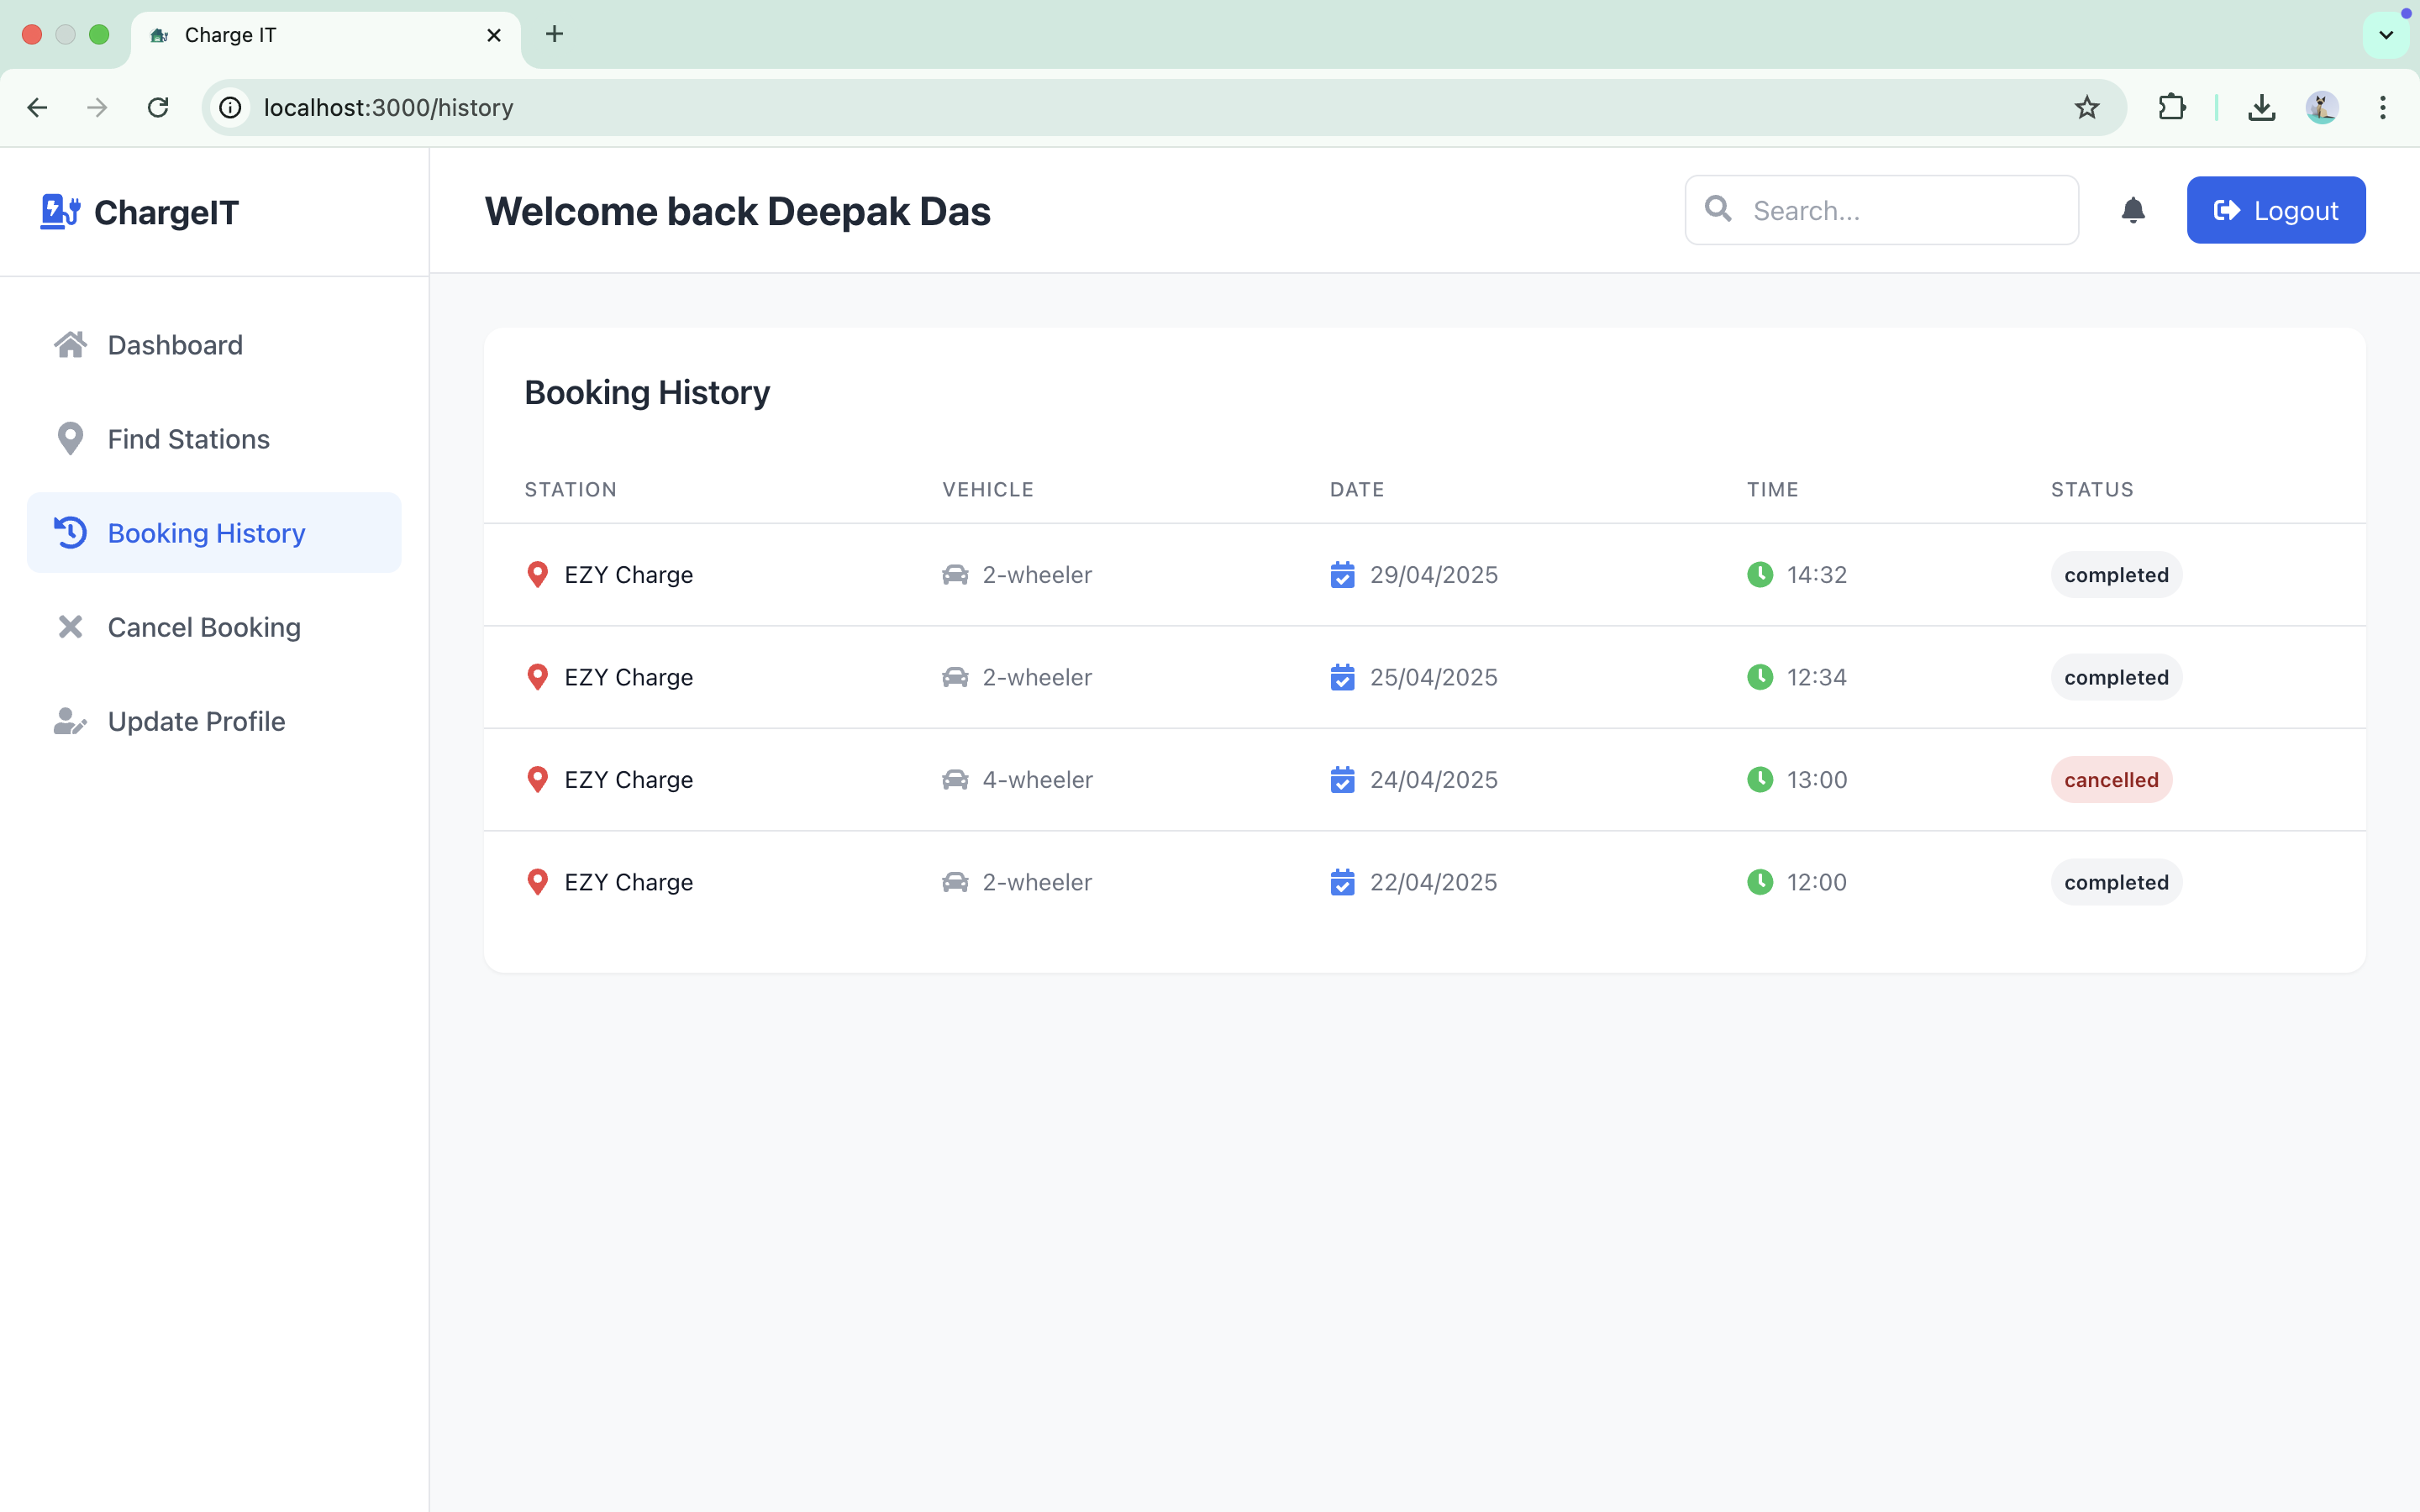 Charge IT
localhost:3000/history
ChargeIT
Welcome back Deepak Das
Search...
Logout
Dashboard
Find Stations
Booking History
Cancel Booking
Update Profile
Booking History
STATION VEHICLE DATE TIME STATUS
EZY Charge 2-wheeler 29/04/2025 14:32 completed
EZY Charge 2-wheeler 25/04/2025 12:34 completed
EZY Charge 4-wheeler 24/04/2025 13:00 cancelled
EZY Charge 2-wheeler 22/04/2025 12:00 completed